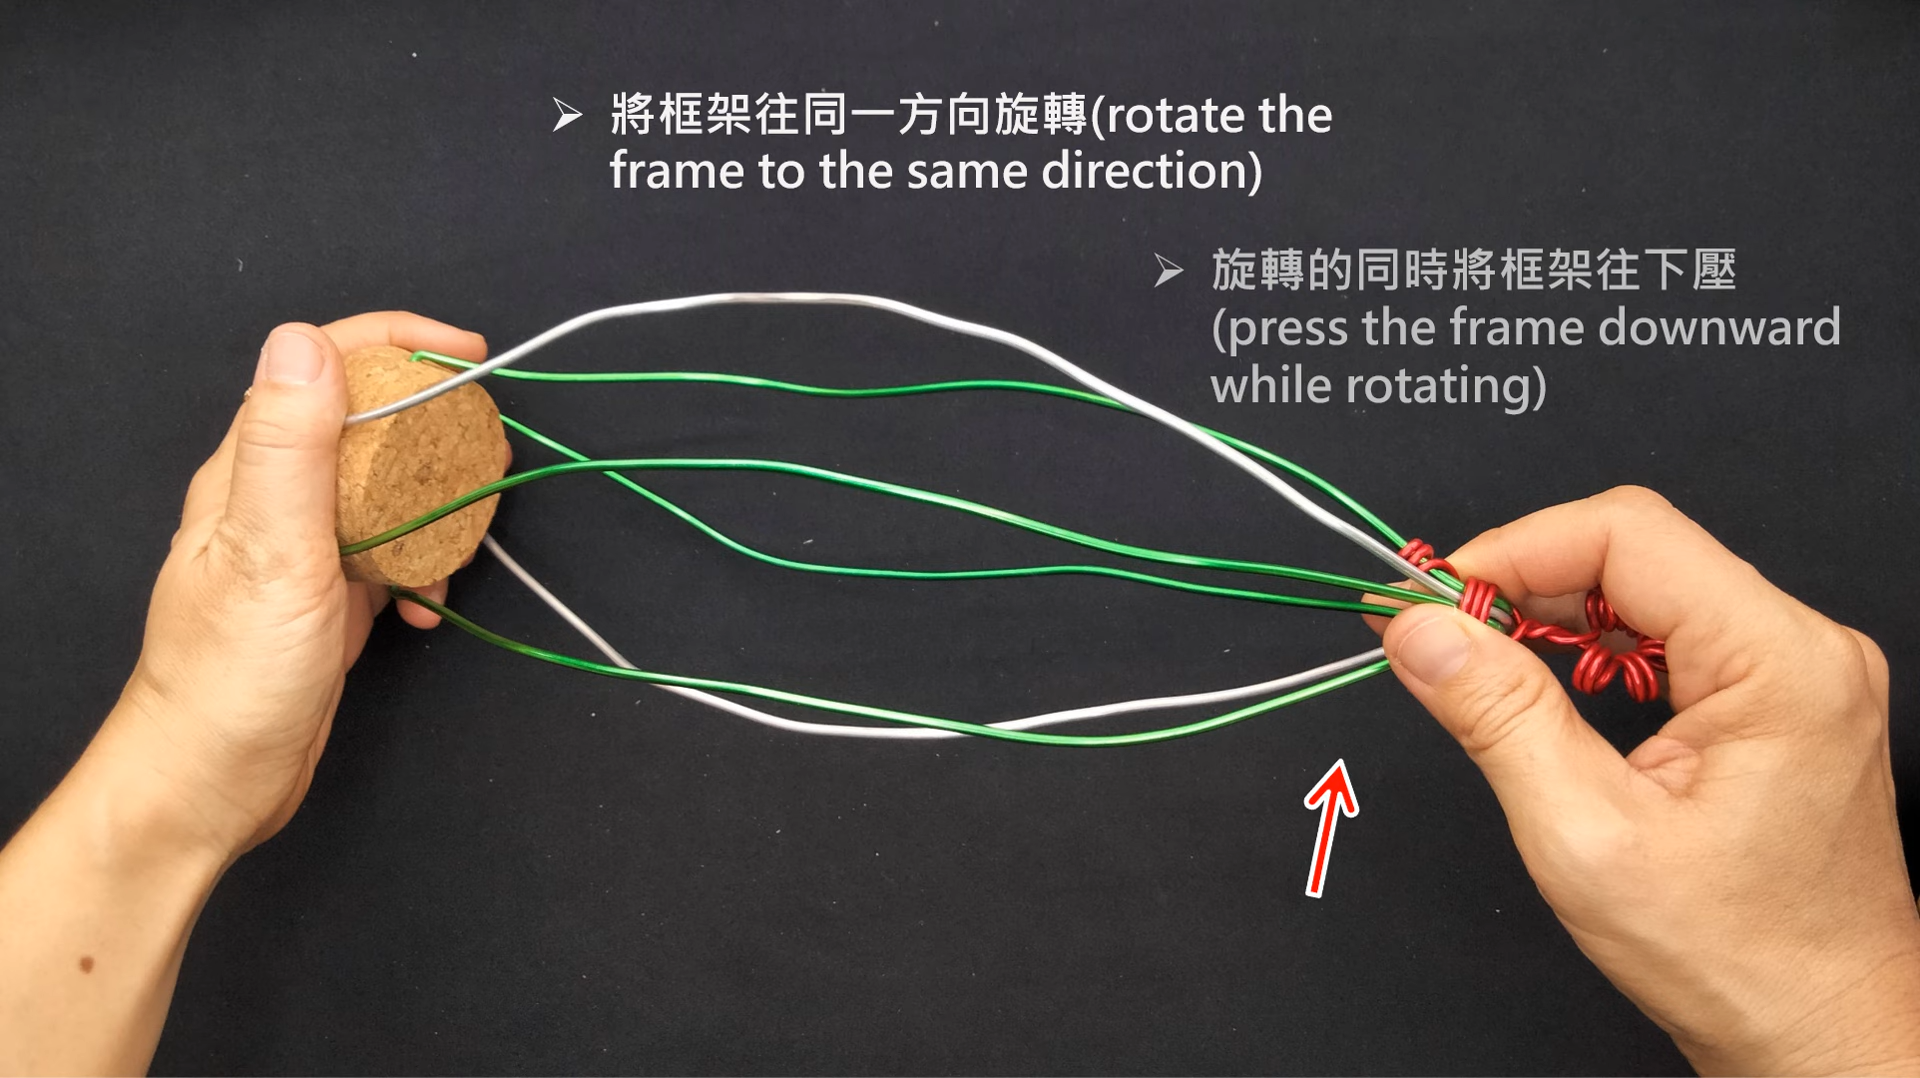 ➢ 將框架往同一方向旋轉(rotate the
frame to the same direction)
➢ 旋轉的同時將框架往下壓
(press the frame downward
while rotating)